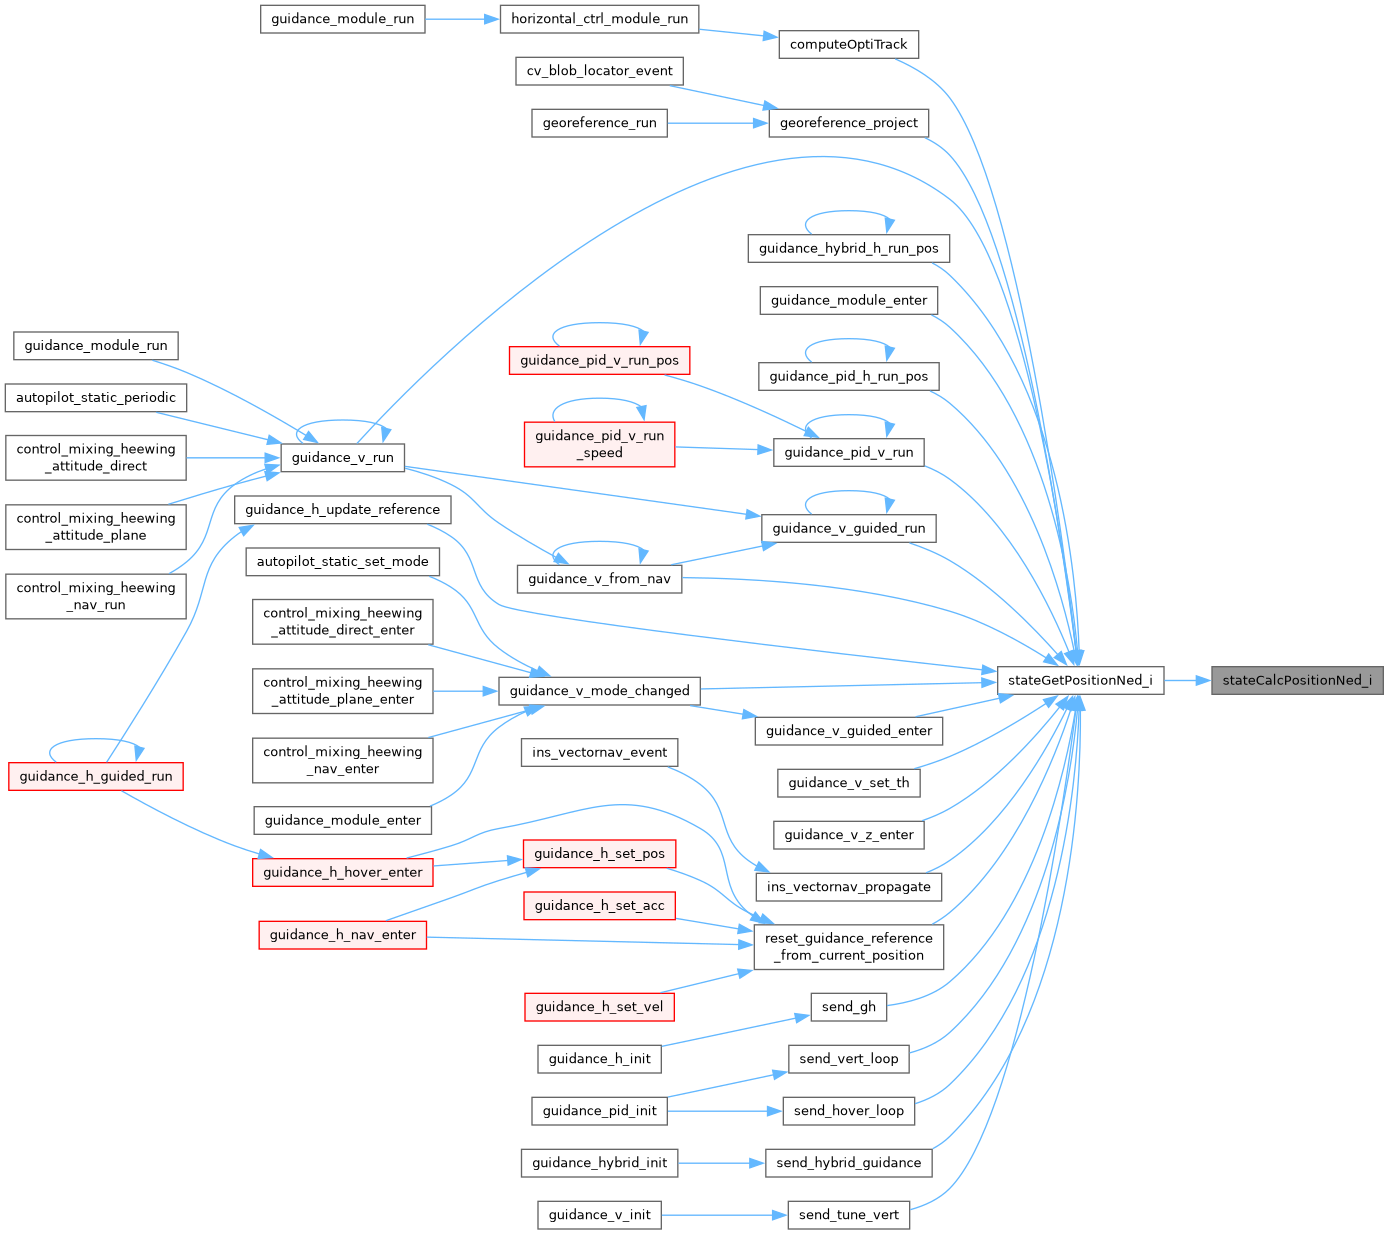 guidance_module_run
horizontal_ctrl_module_run
computeOptiTrack
cv_blob_locator_event
georeference_run
georeference_project
guidance_hybrid_h_run_pos
guidance_module_enter
guidance_module_run
guidance_pid_v_run_pos
guidance_pid_h_run_pos
autopilot_static_periodic
control_mixing_heewing
_attitude_direct
guidance_v_run
guidance_pid_v_run
_speed
guidance_pid_v_run
control_mixing_heewing
_attitude_plane
guidance_h_update_reference
guidance_v_guided_run
control_mixing_heewing
_nav_run
autopilot_static_set_mode
guidance_v_from_nav
control_mixing_heewing
_attitude_direct_enter
control_mixing_heewing
_attitude_plane_enter
guidance_v_mode_changed
stateGetPositionNed_i
stateCalcPositionNed_i
guidance_v_guided_enter
control_mixing_heewing
_nav_enter
ins_vectornav_event
guidance_h_guided_run
guidance_v_set_th
guidance_module_enter
guidance_v_z_enter
guidance_h_hover_enter
guidance_h_set_pos
ins_vectornav_propagate
guidance_h_set_acc
guidance_h_nav_enter
reset_guidance_reference
_from_current_position
guidance_h_set_vel
send_gh
guidance_h_init
send_vert_loop
guidance_pid_init
send_hover_loop
guidance_hybrid_init
send_hybrid_guidance
guidance_v_init
send_tune_vert